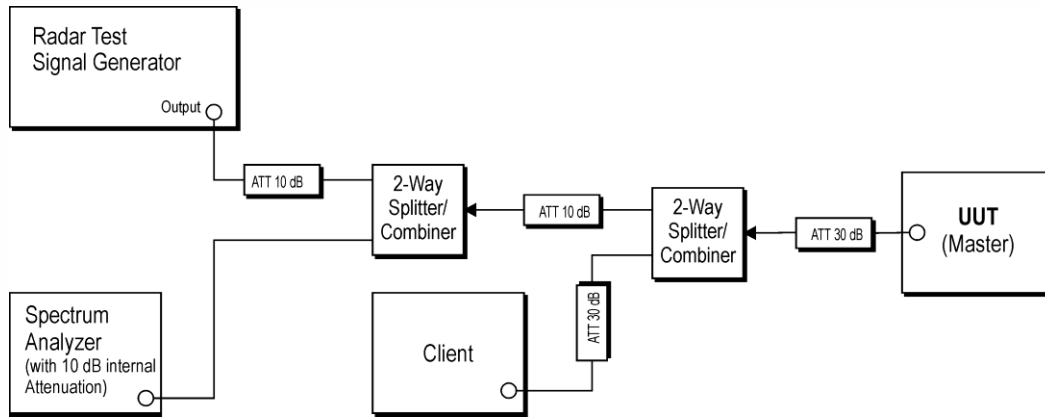 Radar Test
Signal Generator
Output
ATT 10 dB
2-Way
Splitter/
Combiner
ATT 10 dB
2-Way
Splitter/
Combiner
ATT 30 dB
UUT
(Master)
Spectrum
Analyzer
(with 10 dB internal
Attenuation)
Client
ATT 30 dB